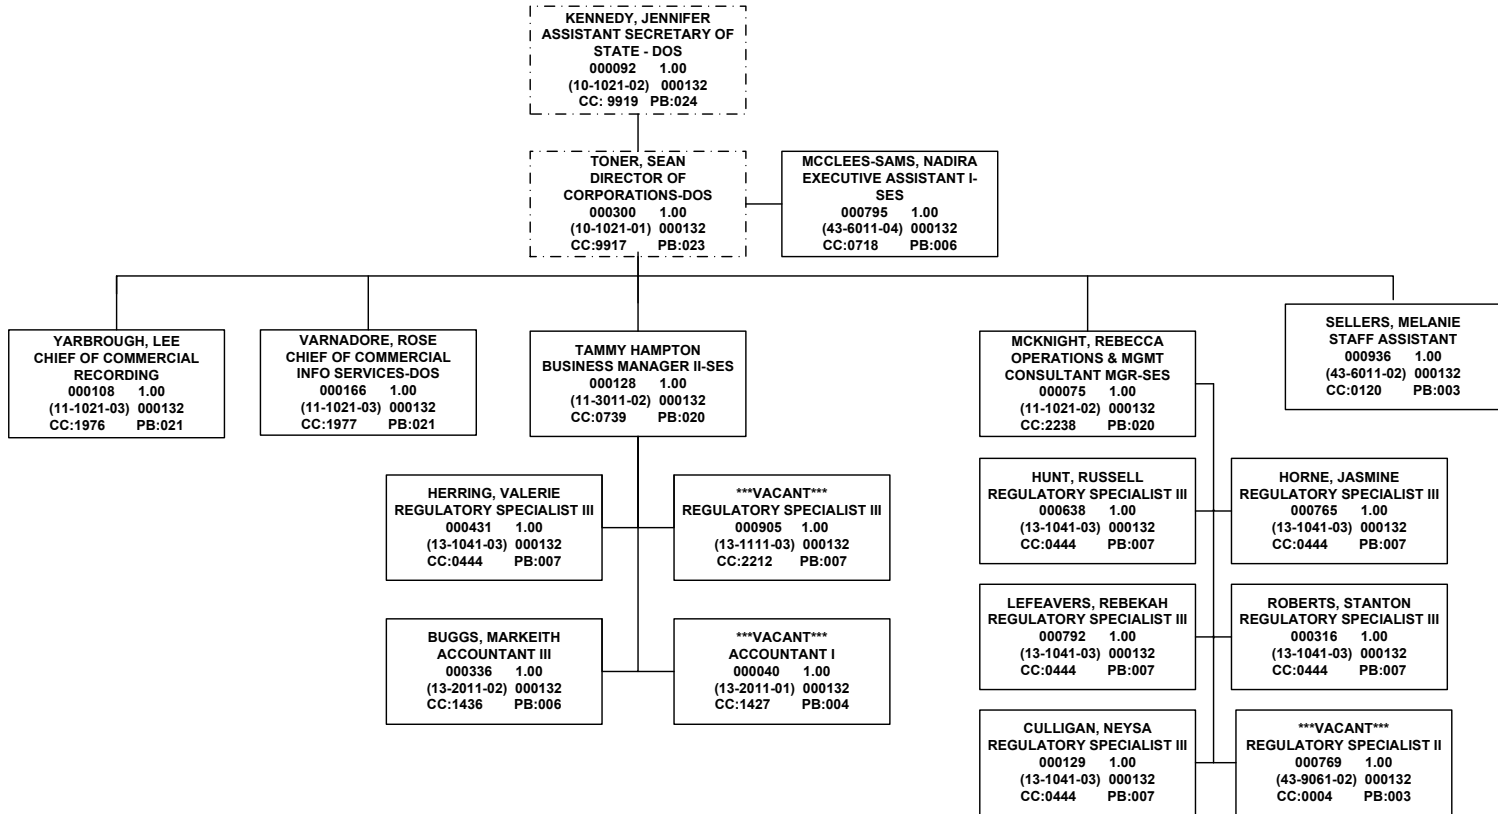 KENNEDY, JENNIFER
ASSISTANT SECRETARY OF
STATE - DOS
000092 1.00
(10-1021-02) 000132
CC: 9919 PB:024
TONER, SEAN
DIRECTOR OF
CORPORATIONS-DOS
000300 1.00
(10-1021-01) 000132
CC:9917 PB:023
MCCLEES-SAMS, NADIRA
EXECUTIVE ASSISTANT I-
SES
000795 1.00
(43-6011-04) 000132
CC:0718 PB:006
YARBROUGH, LEE
CHIEF OF COMMERCIAL
RECORDING
000108 1.00
(11-1021-03) 000132
CC:1976 PB:021
VARNADORE, ROSE
CHIEF OF COMMERCIAL
INFO SERVICES-DOS
000166 1.00
(11-1021-03) 000132
CC:1977 PB:021
TAMMY HAMPTON
BUSINESS MANAGER II-SES
000128 1.00
(11-3011-02) 000132
CC:0739 PB:020
MCKNIGHT, REBECCA
OPERATIONS & MGMT
CONSULTANT MGR-SES
000075 1.00
(11-1021-02) 000132
CC:2238 PB:020
SELLERS, MELANIE
STAFF ASSISTANT
000936 1.00
(43-6011-02) 000132
CC:0120 PB:003
HERRING, VALERIE
REGULATORY SPECIALIST III
000431 1.00
(13-1041-03) 000132
CC:0444 PB:007
***VACANT***
REGULATORY SPECIALIST III
000905 1.00
(13-1111-03) 000132
CC:2212 PB:007
HUNT, RUSSELL
REGULATORY SPECIALIST III
000638 1.00
(13-1041-03) 000132
CC:0444 PB:007
HORNE, JASMINE
REGULATORY SPECIALIST III
000765 1.00
(13-1041-03) 000132
CC:0444 PB:007
BUGGS, MARKEITH
ACCOUNTANT III
000336 1.00
(13-2011-02) 000132
CC:1436 PB:006
***VACANT***
ACCOUNTANT I
000040 1.00
(13-2011-01) 000132
CC:1427 PB:004
LEFEAVERS, REBEKAH
REGULATORY SPECIALIST III
000792 1.00
(13-1041-03) 000132
CC:0444 PB:007
ROBERTS, STANTON
REGULATORY SPECIALIST III
000316 1.00
(13-1041-03) 000132
CC:0444 PB:007
CULLIGAN, NEYSA
REGULATORY SPECIALIST III
000129 1.00
(13-1041-03) 000132
CC:0444 PB:007
***VACANT***
REGULATORY SPECIALIST II
000769 1.00
(43-9061-02) 000132
CC:0004 PB:003